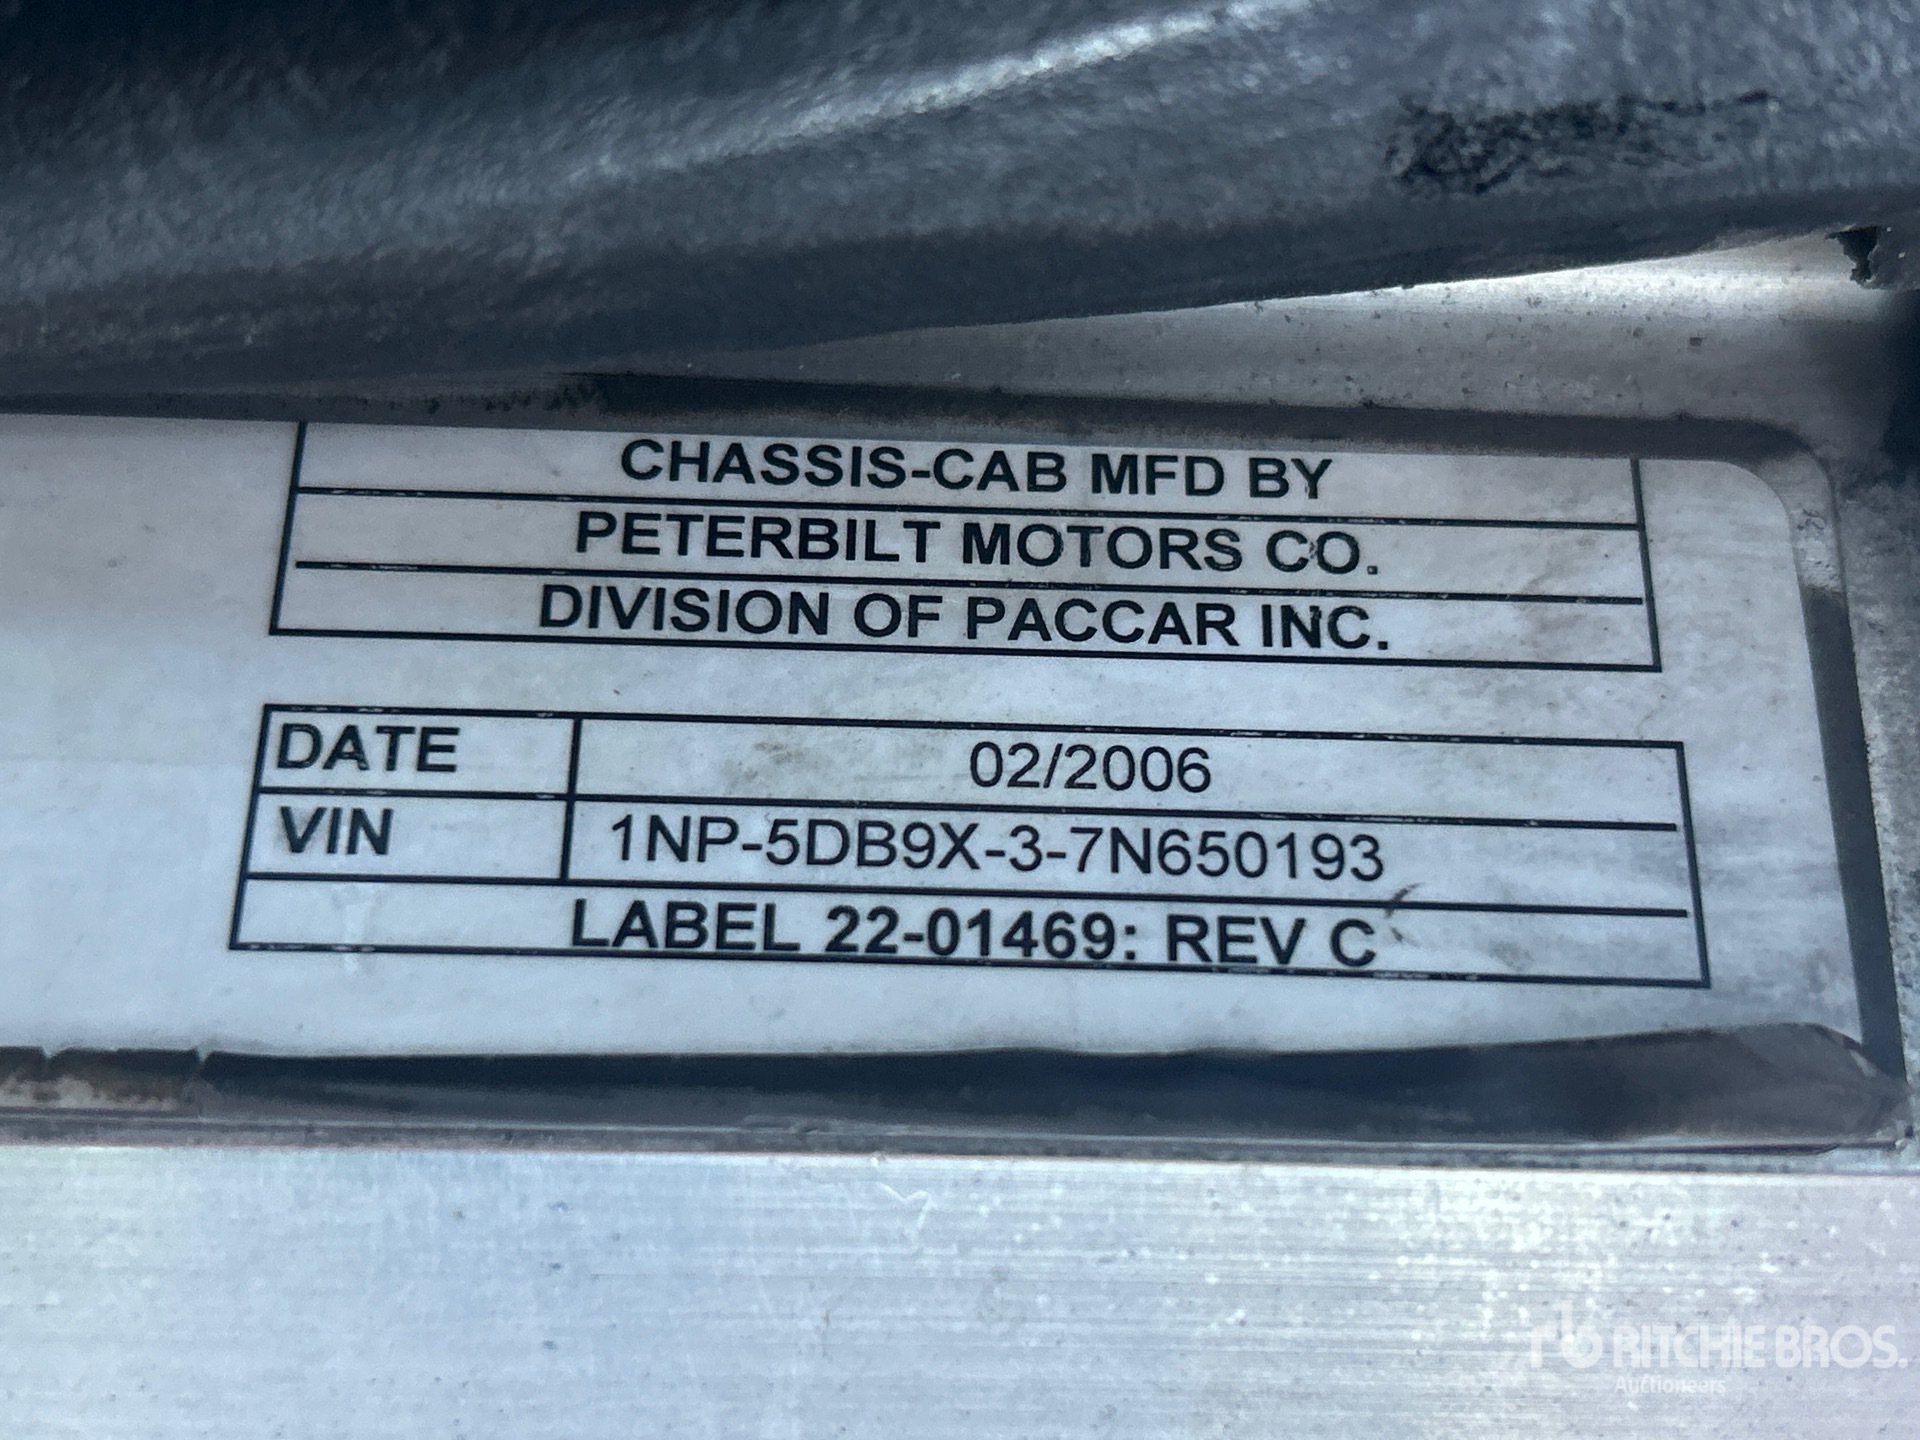 CHASSIS-CAB MFD BY
PETERBILT MOTORS CO.
DIVISION OF PACCAR INC.
DATE 02/2006
VIN 1NP-5DB9X-3-7N650193
LABEL 22-01469: REV C
rb RITCHIE BROS.
Auctioneers